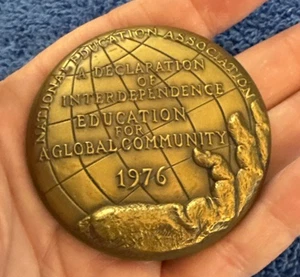 NATIONAL EDUCATION ASSOCIATION
A DECLARATION
OF
INTERDEPENDENCE
EDUCATION
FOR
A GLOBAL COMMUNITY
1976